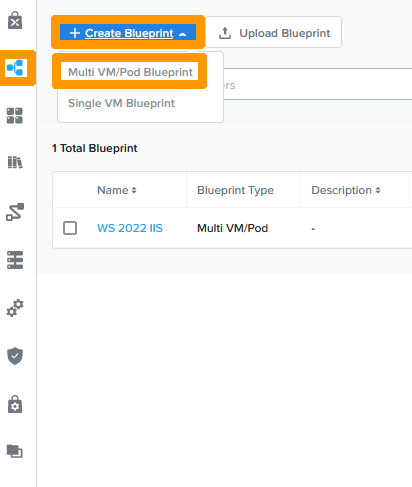 + Create Blueprint
Upload Blueprint
Multi VM/Pod Blueprint
ers
Single VM Blueprint
1 Total Blueprint
Name
Blueprint Type
Description
WS 2022 IIS
Multi VM/Pod
-